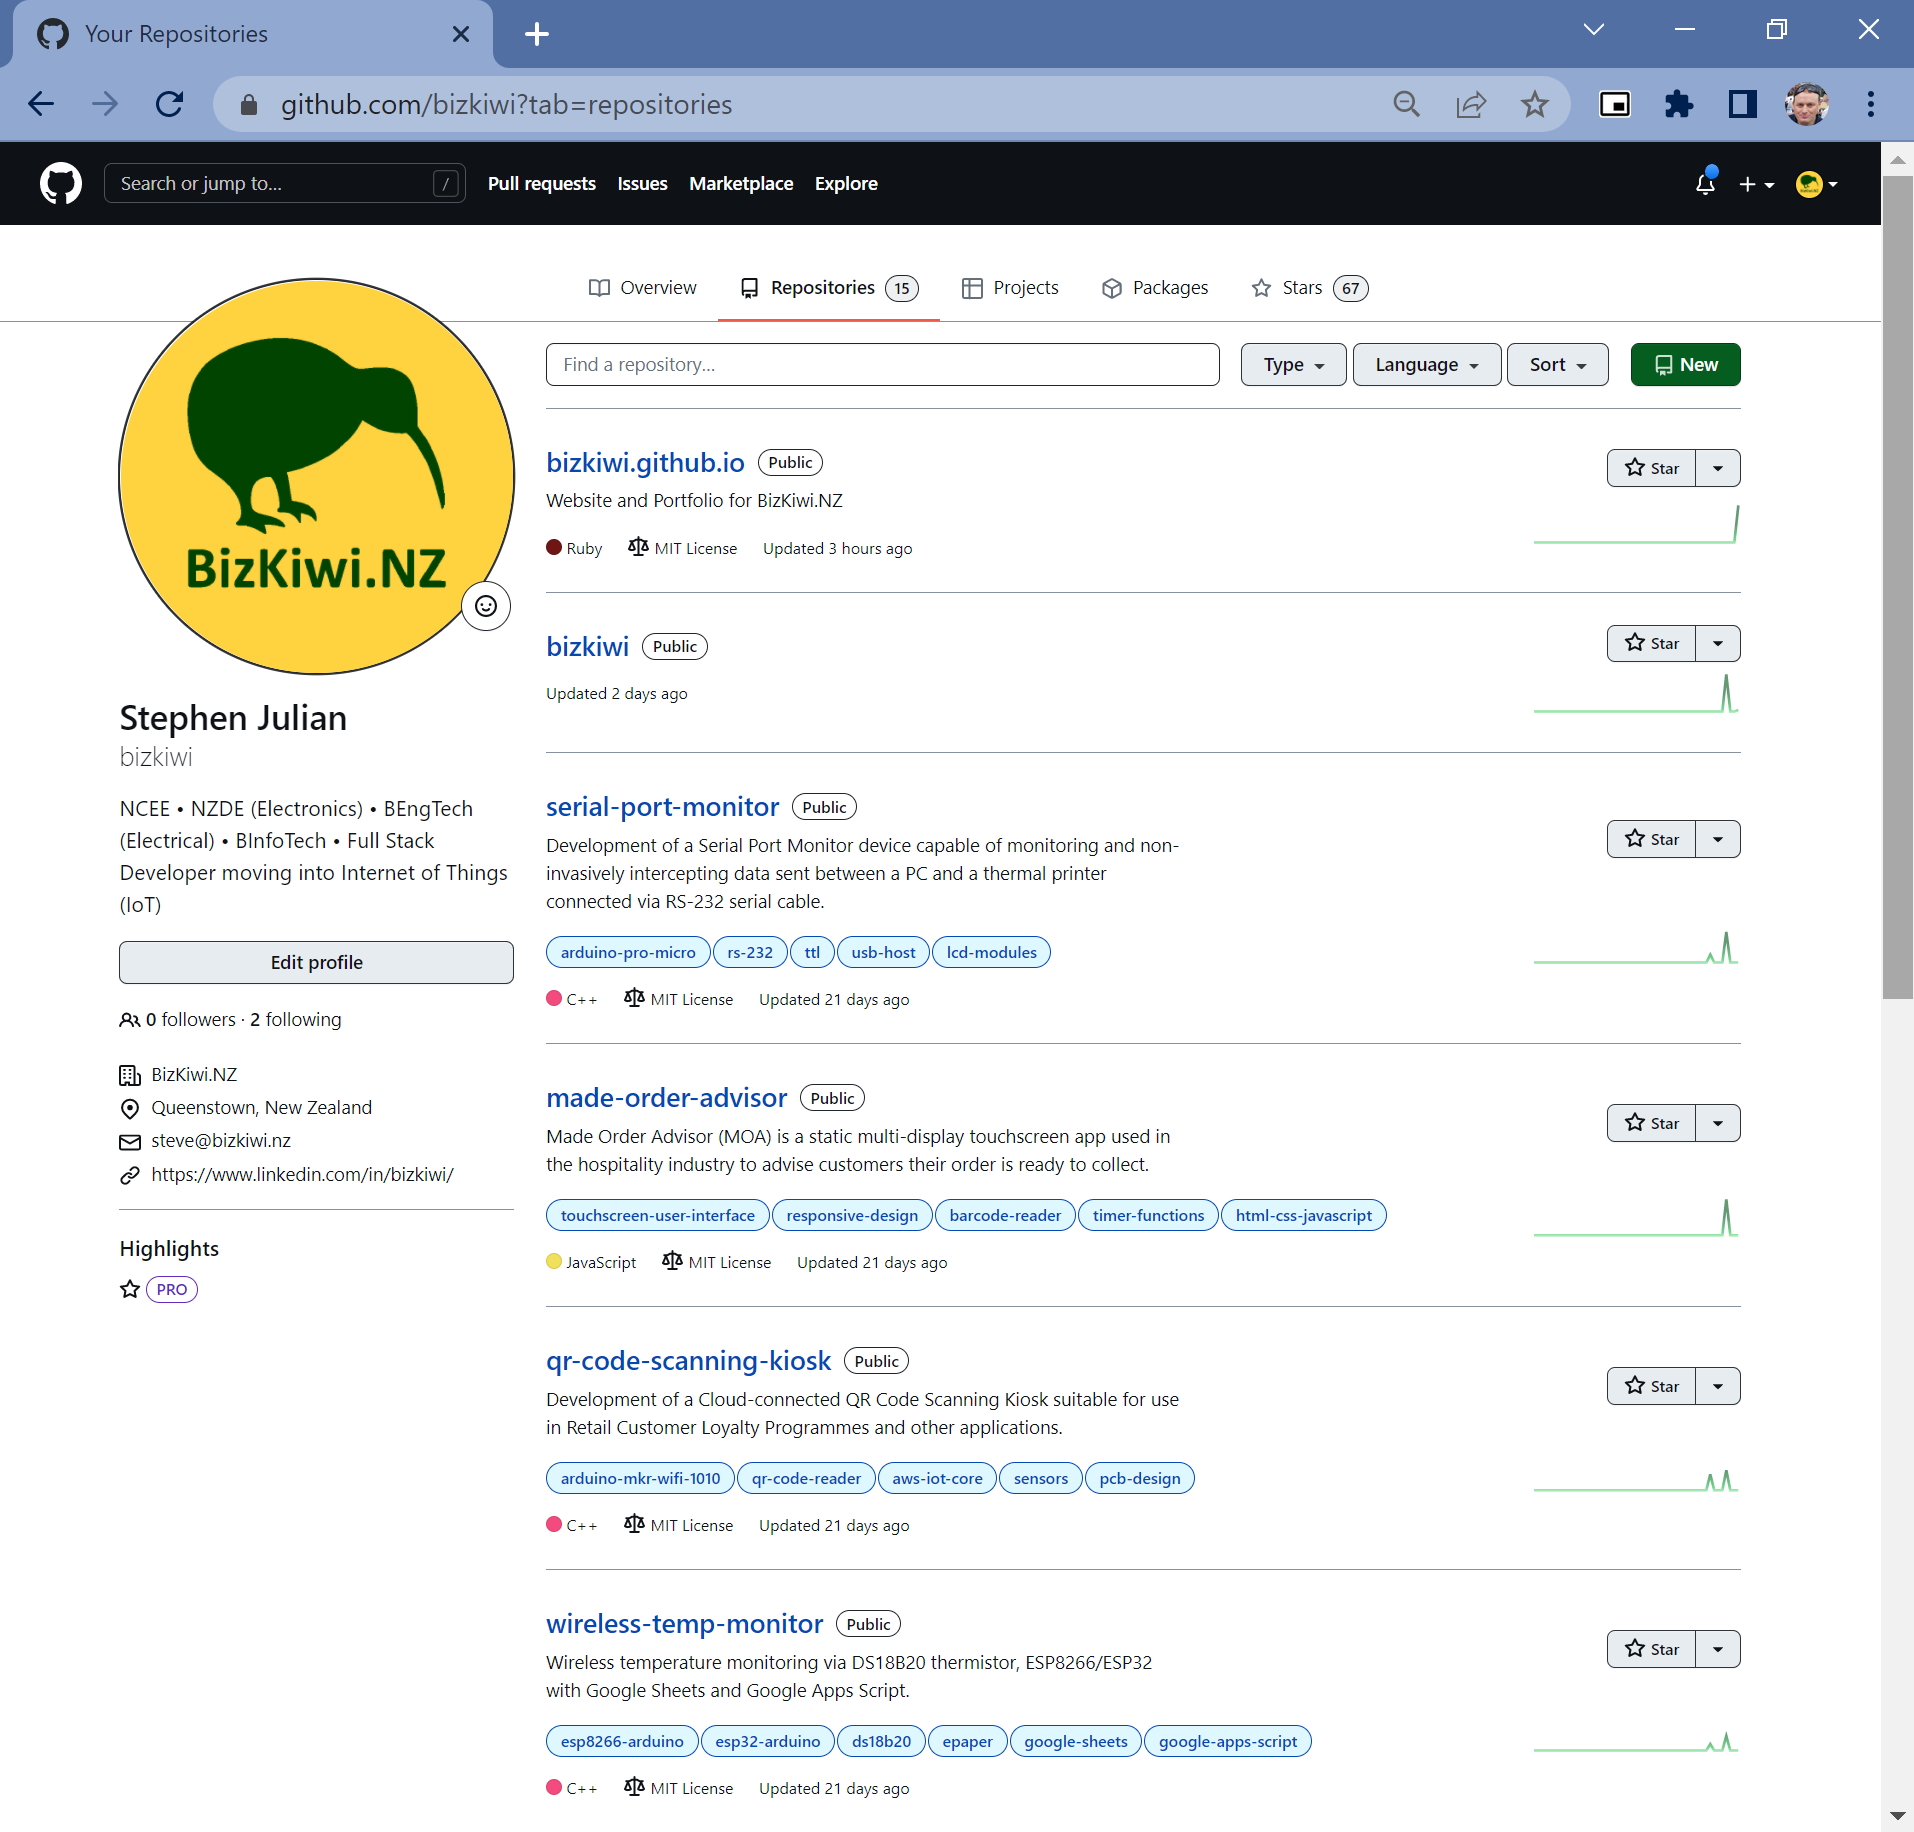 Your Repositories
github.com/bizkiwi?tab=repositories
Search or jump to... /
Pull requests Issues Marketplace Explore
Overview Repositories 15 Projects Packages Stars 67
Find a repository... Type Language Sort New
BizKiwi.NZ
Stephen Julian
bizkiwi
NCEE • NZDE (Electronics) • BEngTech
(Electrical) • BInfoTech • Full Stack
Developer moving into Internet of Things
(IoT)
Edit profile
0 followers · 2 following
BizKiwi.NZ
Queenstown, New Zealand
steve@bizkiwi.nz
https://www.linkedin.com/in/bizkiwi/
Highlights
PRO
bizkiwi.github.io Public
Star
Website and Portfolio for BizKiwi.NZ
Ruby MIT License Updated 3 hours ago
bizkiwi Public
Star
Updated 2 days ago
serial-port-monitor Public
Star
Development of a Serial Port Monitor device capable of monitoring and non-
invasively intercepting data sent between a PC and a thermal printer
connected via RS-232 serial cable.
arduino-pro-micro rs-232 ttl usb-host lcd-modules
C++ MIT License Updated 21 days ago
made-order-advisor Public
Star
Made Order Advisor (MOA) is a static multi-display touchscreen app used in
the hospitality industry to advise customers their order is ready to collect.
touchscreen-user-interface responsive-design barcode-reader timer-functions html-css-javascript
JavaScript MIT License Updated 21 days ago
qr-code-scanning-kiosk Public
Star
Development of a Cloud-connected QR Code Scanning Kiosk suitable for use
in Retail Customer Loyalty Programmes and other applications.
arduino-mkr-wifi-1010 qr-code-reader aws-iot-core sensors pcb-design
C++ MIT License Updated 21 days ago
wireless-temp-monitor Public
Star
Wireless temperature monitoring via DS18B20 thermistor, ESP8266/ESP32
with Google Sheets and Google Apps Script.
esp8266-arduino esp32-arduino ds18b20 epaper google-sheets google-apps-script
C++ MIT License Updated 21 days ago